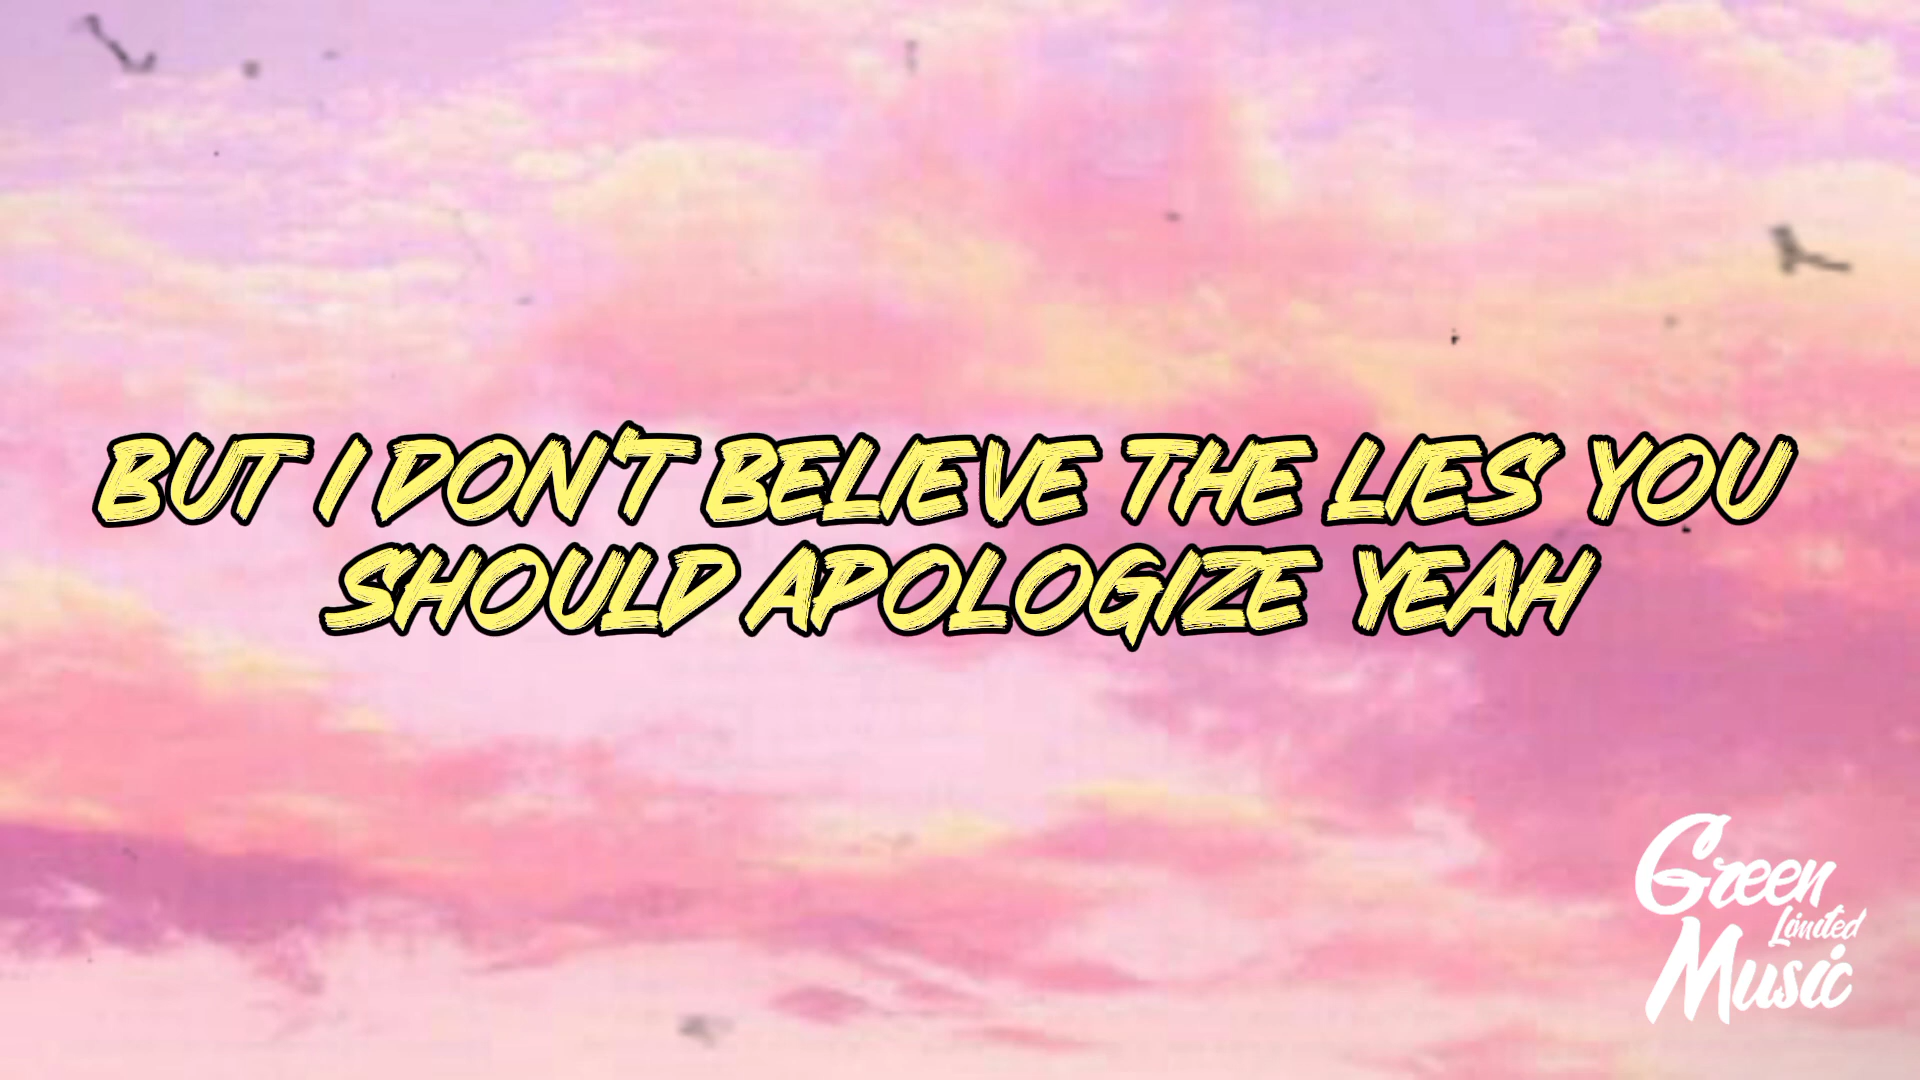 BUT I DON'T BELIEVE THE LIES YOU
SHOULD APOLOGIZE YEAH
Green
Limited
Music